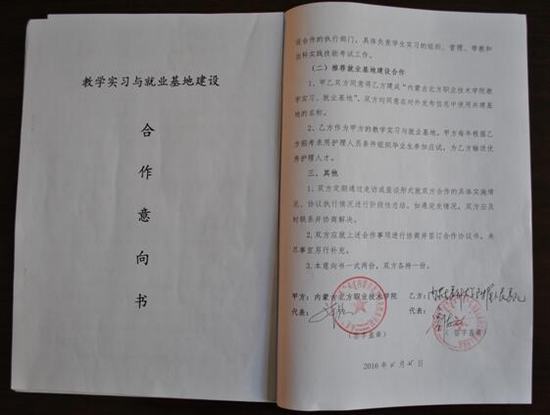 教学实习与就业基地建设
合
作
意
向
书
设合作的执行部门，具体负责学生实习的组织、管理、带教和
出科实践技能考试工作。
（二）推荐就业基地建设合作
1、甲乙双方同意将乙方建成“内蒙古北方职业技术学院教
学实习、就业基地”，双方均同意在对外发布信息中使用共建基
地的名称。
2、乙方作为甲方的教学实习与就业基地，甲方每年根据乙
方招考录用护理人员条件组织毕业生参加应试，为乙方输送优
秀护理人才。
三、其他
1、双方定期通过走访或座谈形式就双方合作的具体实施情
况、协议执行情况进行阶段性总结，如遇突发情况，双方应及
时联系并协商解决。
2、双方应就上述合作事项进行协商并签订合作协议书，未
尽事宜另行补充。
3、本意向书一式两份，双方各持一份。
甲方：内蒙古北方职业技术学院 乙方：
代表： 代表：
（签字盖章） （签字盖章）
2016年 月 日